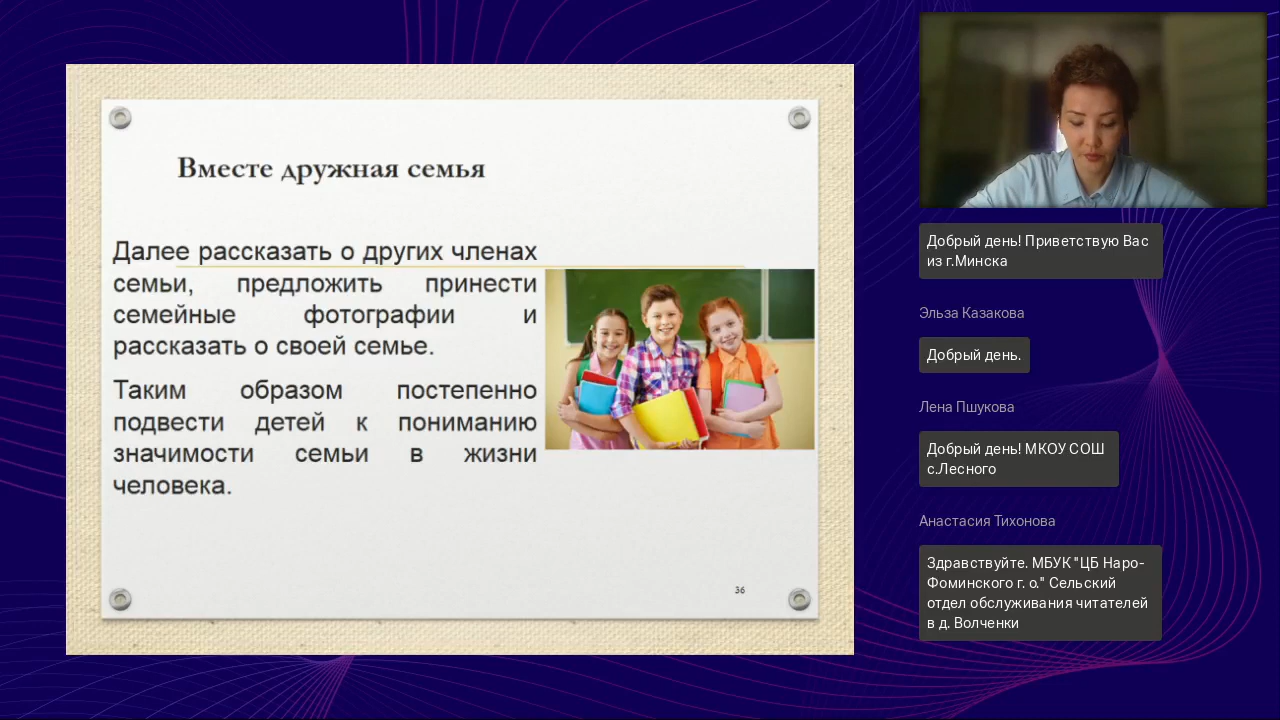 Вместе дружная семья
Далее рассказать о других членах
семьи, предложить принести
семейные фотографии и
рассказать о своей семье.
Таким образом постепенно
подвести детей к пониманию
значимости семьи в жизни
человека.
36
Добрый день! Приветствую Вас
из г.Минска
Эльза Казакова
Добрый день.
Лена Пшукова
Добрый день! МКОУ СОШ
с.Лесного
Анастасия Тихонова
Здравствуйте. МБУК "ЦБ Наро-
Фоминского г. о." Сельский
отдел обслуживания читателей
в д. Волченки